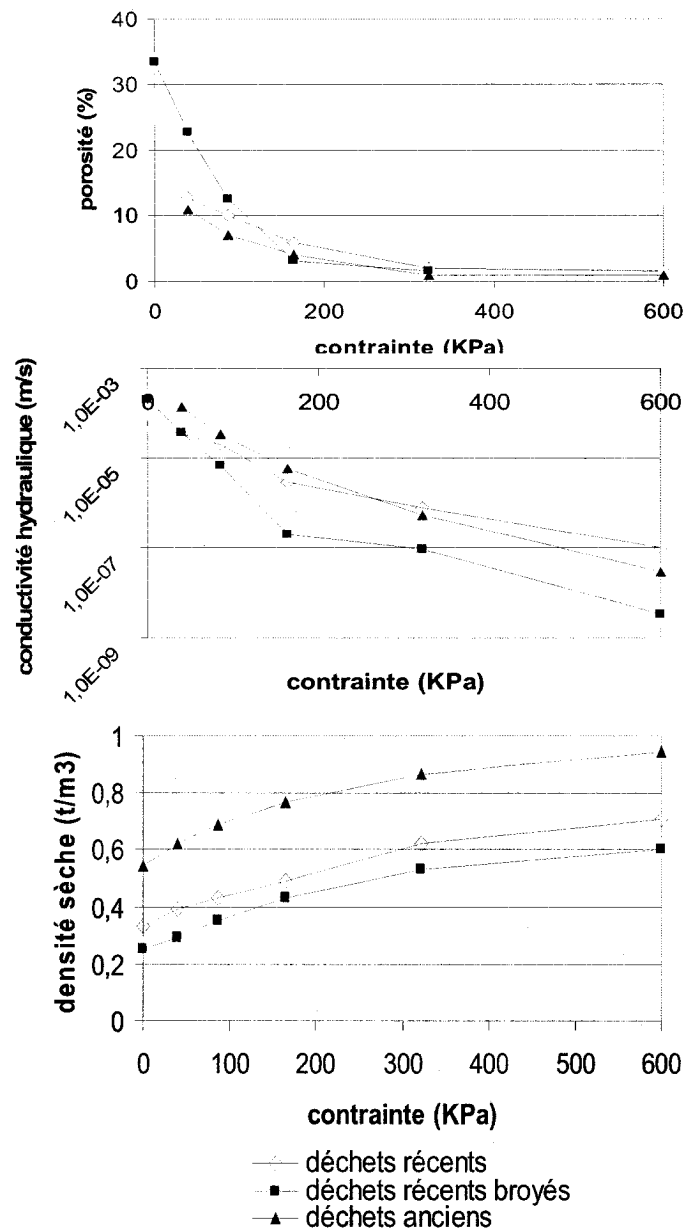 40
30
20
10
0
porosité (%)
0 200 400 600
contrainte (KPa)
conductivité hydraulique (m/s)
1,0E-03
1,0E-05
1,0E-07
1,0E-09
0 200 400 600
contrainte (KPa)
densité sèche (t/m3)
1
0,8
0,6
0,4
0,2
0
0 100 200 300 400 500 600
contrainte (KPa)
déchets récents
déchets récents broyés
déchets anciens